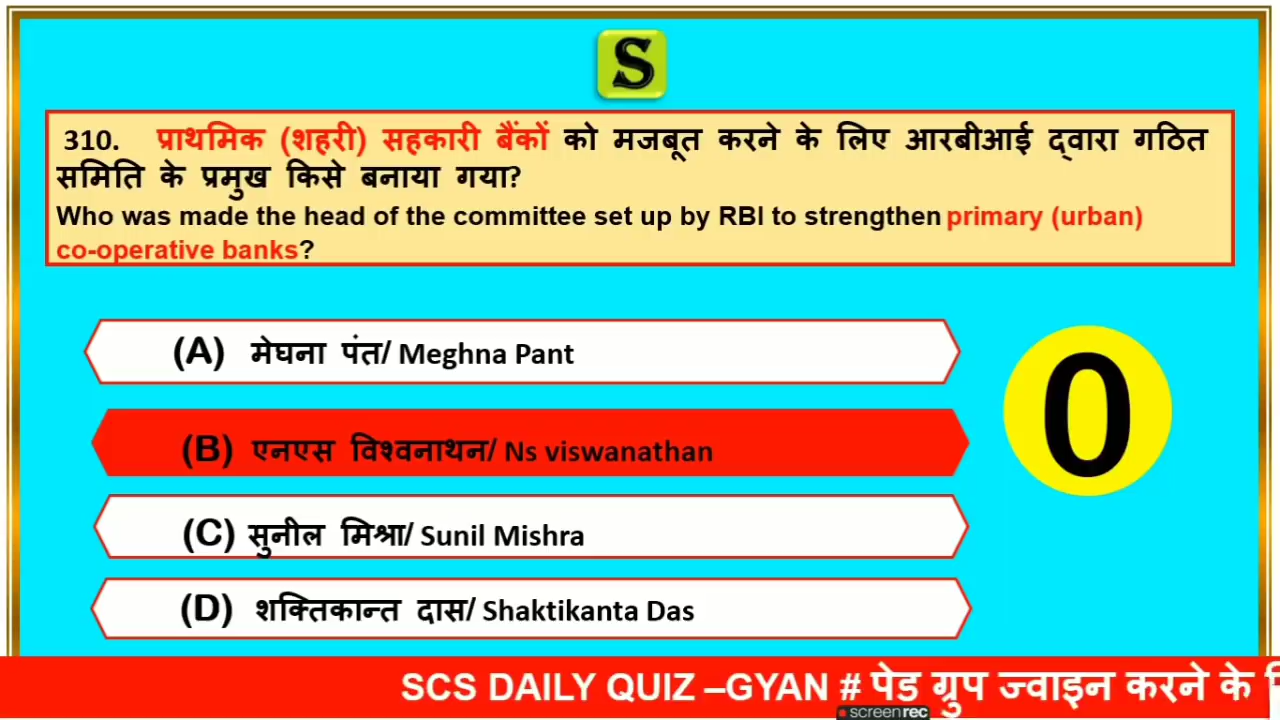 S
310. प्राथमिक (शहरी) सहकारी बैंकों को मजबूत करने के लिए आरबीआई द्वारा गठित
समिति के प्रमुख किसे बनाया गया?
Who was made the head of the committee set up by RBI to strengthen primary (urban)
co-operative banks?
(A) मेघना पंत/ Meghna Pant
0
(B) एनएस विश्वनाथन/ Ns viswanathan
(C) सुनील मिश्रा/ Sunil Mishra
(D) शक्तिकान्त दास/ Shaktikanta Das
SCS DAILY QUIZ –GYAN # पेड ग्रुप ज्वाइन करने के
screenrec